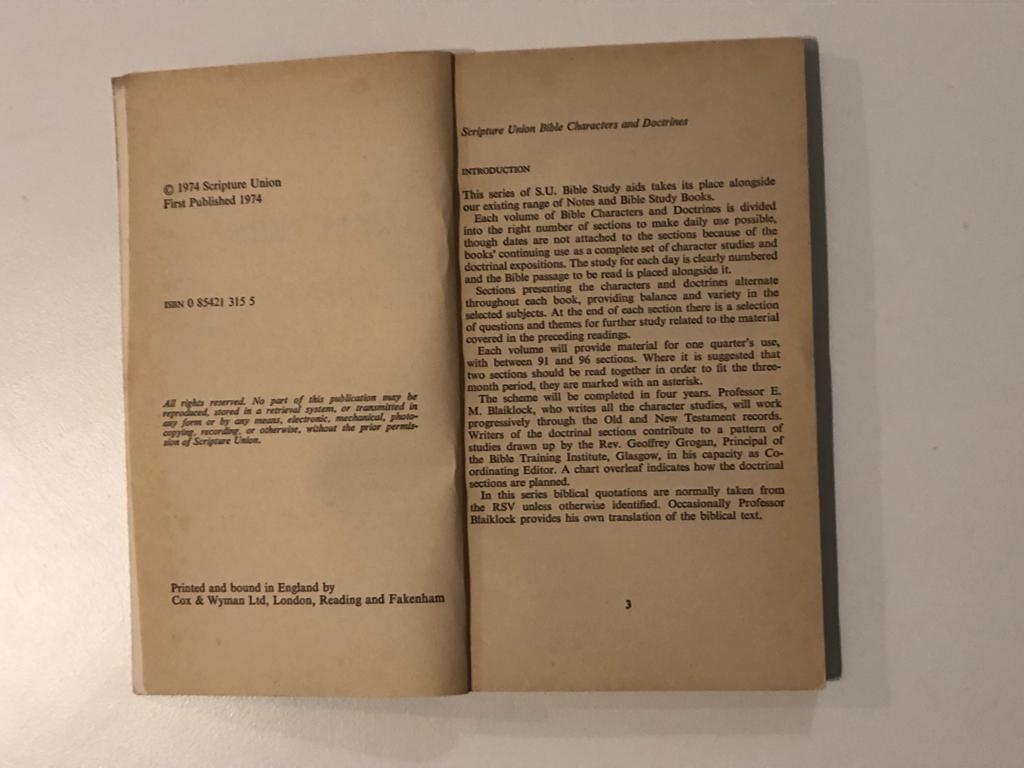 © 1974 Scripture Union
First Published 1974
ISBN 0 85421 315 5
All rights reserved. No part of this publication may be
reproduced, stored in a retrieval system, or transmitted in
any form or by any means, electronic, mechanical, photo-
copying, recording, or otherwise, without the prior permis-
sion of Scripture Union.
Printed and bound in England by
Cox & Wyman Ltd, London, Reading and Fakenham
Scripture Union Bible Characters and Doctrines
INTRODUCTION
This series of S.U. Bible Study aids takes its place alongside
our existing range of Notes and Bible Study Books.
Each volume of Bible Characters and Doctrines is divided
into the right number of sections to make daily use possible,
though dates are not attached to the sections because of the
books' continuing use as a complete set of character studies and
doctrinal expositions. The study for each day is clearly numbered
and the Bible passage to be read is placed alongside it.
Sections presenting the characters and doctrines alternate
throughout each book, providing balance and variety in the
selected subjects. At the end of each section there is a selection
of questions and themes for further study related to the material
covered in the preceding readings.
Each volume will provide material for one quarter's use,
with between 91 and 96 sections. Where it is suggested that
two sections should be read together in order to fit the three-
month period, they are marked with an asterisk.
The scheme will be completed in four years. Professor E.
M. Blaiklock, who writes all the character studies, will work
progressively through the Old and New Testament records.
Writers of the doctrinal sections contribute to a pattern of
studies drawn up by the Rev. Geoffrey Grogan, Principal of
the Bible Training Institute, Glasgow, in his capacity as Co-
ordinating Editor. A chart overleaf indicates how the doctrinal
sections are planned.
In this series biblical quotations are normally taken from
the RSV unless otherwise identified. Occasionally Professor
Blaiklock provides his own translation of the biblical text.
3